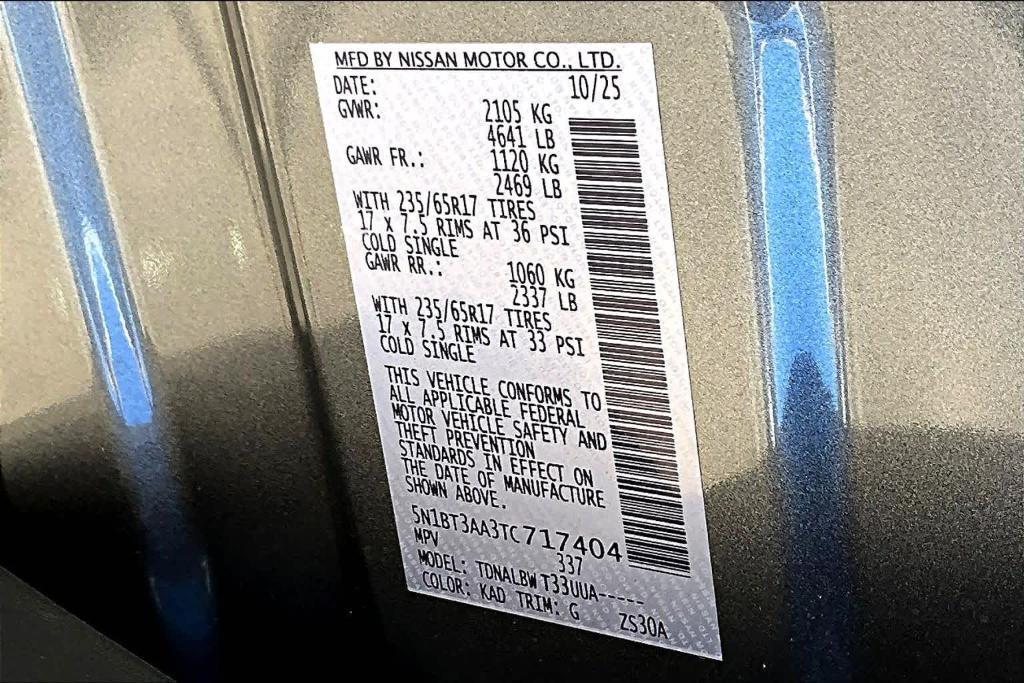 MFD BY NISSAN MOTOR CO., LTD.
DATE: 10/25
GVWR: 2105 KG
4641 LB
GAWR FR.: 1120 KG
2469 LB
WITH 235/65R17 TIRES
17 X 7.5 RIMS AT 36 PSI
COLD SINGLE
GAWR RR.: 1060 KG
2337 LB
WITH 235/65R17 TIRES
17 X 7.5 RIMS AT 33 PSI
COLD SINGLE
THIS VEHICLE CONFORMS TO
ALL APPLICABLE FEDERAL
MOTOR VEHICLE SAFETY AND
THEFT PREVENTION
STANDARDS IN EFFECT ON
THE DATE OF MANUFACTURE
SHOWN ABOVE.
5N1BT3AA3TC717404
MPV 337
MODEL: TDNALBWT33UUA-----
COLOR: KAD TRIM: G ZS30A